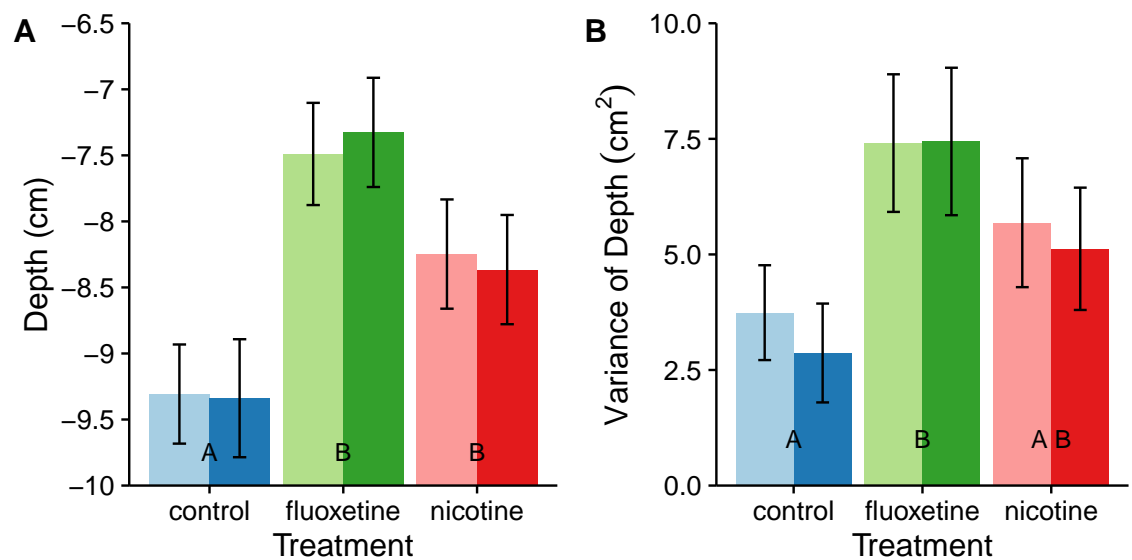 A
Depth (cm)
−6.5
−7
−7.5
−8
−8.5
−9
−9.5
−10
A
B
B
control fluoxetine nicotine
Treatment
B
Variance of Depth (cm²)
10.0
7.5
5.0
2.5
0.0
A
B
A B
control fluoxetine nicotine
Treatment